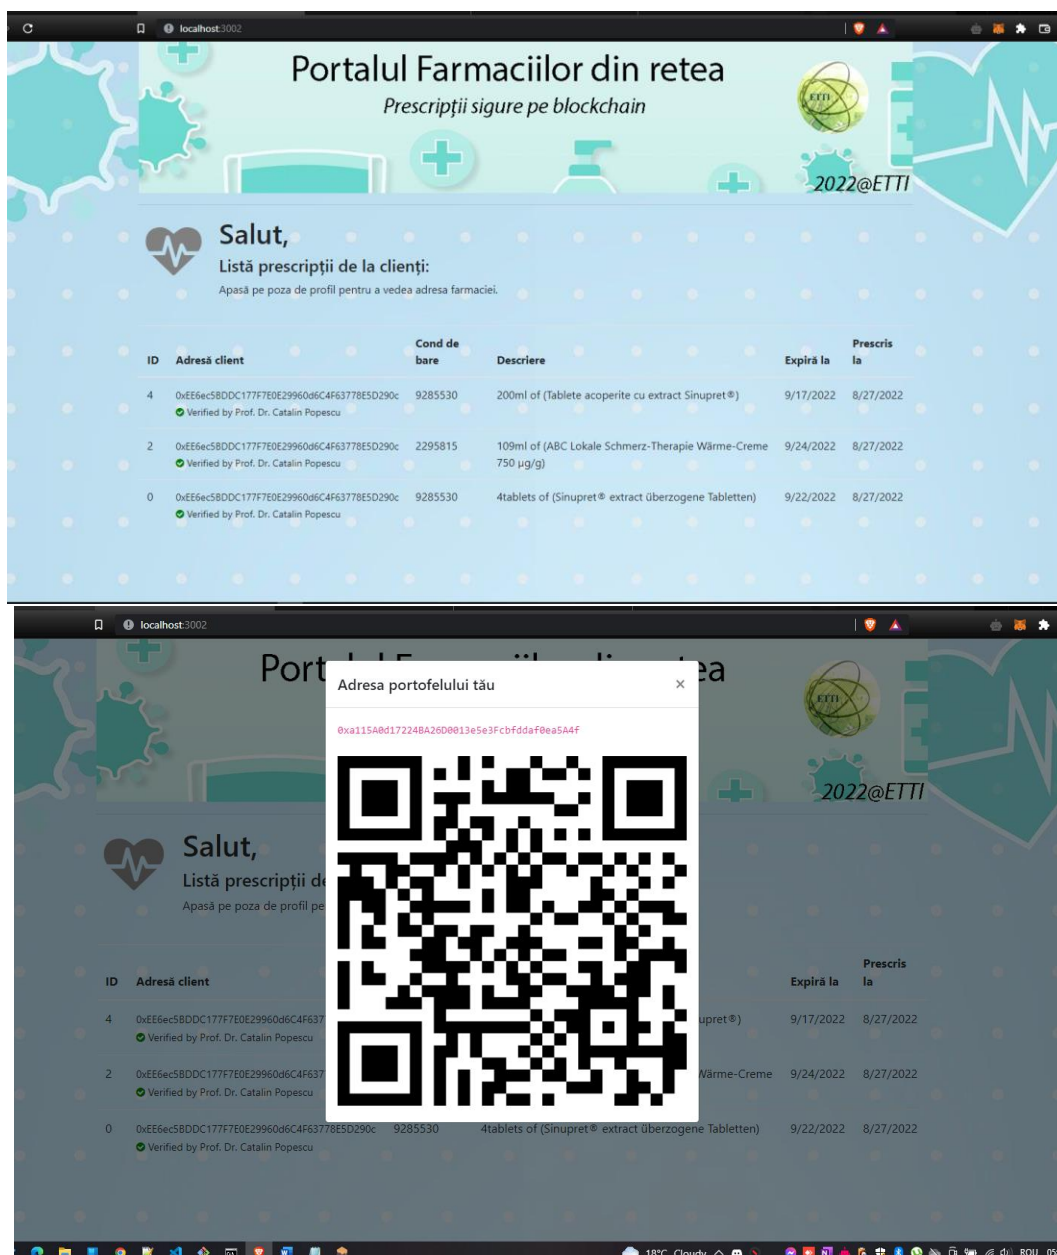 localhost:3002
Portalul Farmaciilor din retea
Prescripții sigure pe blockchain
ETTI
2022@ETTI
Salut,
Listă prescripții de la clienți:
Apasă pe poza de profil pentru a vedea adresa farmaciei.
ID Adresă client Cond de bare Descriere Expiră la Prescris la
4 0xEE6ec5BDDC177F7E0E29960d6C4F63778E5D290c 9285530 200ml of (Tablete acoperite cu extract Sinupret®) 9/17/2022 8/27/2022
Verified by Prof. Dr. Catalin Popescu
2 0xEE6ec5BDDC177F7E0E29960d6C4F63778E5D290c 2295815 109ml of (ABC Lokale Schmerz-Therapie Wärme-Creme 750 µg/g) 9/24/2022 8/27/2022
Verified by Prof. Dr. Catalin Popescu
0 0xEE6ec5BDDC177F7E0E29960d6C4F63778E5D290c 9285530 4tablets of (Sinupret® extract überzogene Tabletten) 9/22/2022 8/27/2022
Verified by Prof. Dr. Catalin Popescu
localhost:3002
Port ea
ETTI
2022@ETTI
Adresa portofelului tău ×
0xa115A0d17224BA26D0013e5e3Fcbfddaf0ea5A4f
Salut,
Listă prescripții de
Apasă pe poza de profil pe
ID Adresă client Expiră la Prescris la
4 0xEE6ec5BDDC177F7E0E29960d6C4F637 upret®) 9/17/2022 8/27/2022
Verified by Prof. Dr. Catalin Popescu
2 0xEE6ec5BDDC177F7E0E29960d6C4F637 Wärme-Creme 9/24/2022 8/27/2022
Verified by Prof. Dr. Catalin Popescu
0 0xEE6ec5BDDC177F7E0E29960d6C4F63778E5D290c 9285530 4tablets of (Sinupret® extract überzogene Tabletten) 9/22/2022 8/27/2022
Verified by Prof. Dr. Catalin Popescu
18°C Cloudy ROU